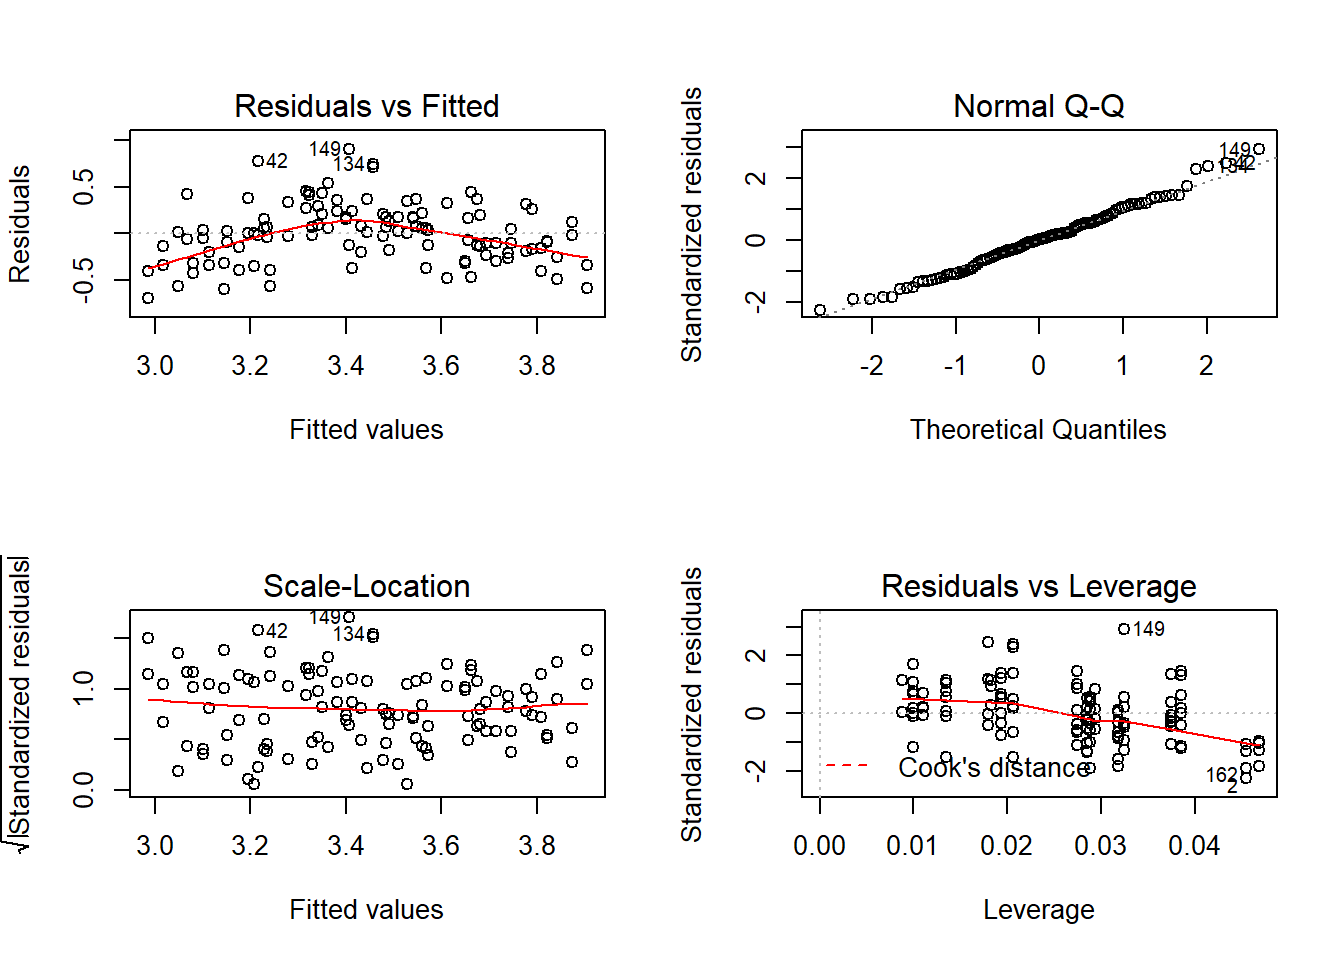 Residuals vs Fitted
Residuals
0.5
-0.5
149
42
134
3.0 3.2 3.4 3.6 3.8
Fitted values
Normal Q-Q
Standardized residuals
2
0
-2
149
42
134
-2 -1 0 1 2
Theoretical Quantiles
Scale-Location
√|Standardized residuals|
1.0
0.0
149
42
134
3.0 3.2 3.4 3.6 3.8
Fitted values
Residuals vs Leverage
Standardized residuals
2
0
-2
149
Cook's distance
162
2
0.00 0.01 0.02 0.03 0.04
Leverage